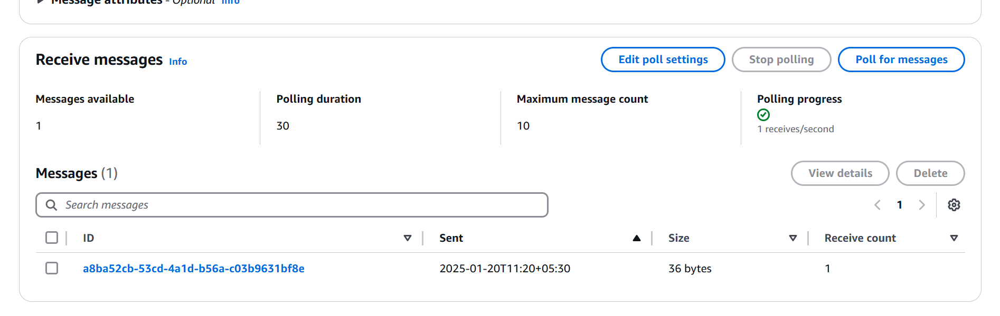 Message attributes - Optional Info
Receive messages Info
Edit poll settings
Stop polling
Poll for messages
Messages available
1
Polling duration
30
Maximum message count
10
Polling progress
1 receives/second
Messages (1)
View details
Delete
Search messages
1
ID Sent Size Receive count
a8ba52cb-53cd-4a1d-b56a-c03b9631bf8e 2025-01-20T11:20+05:30 36 bytes 1